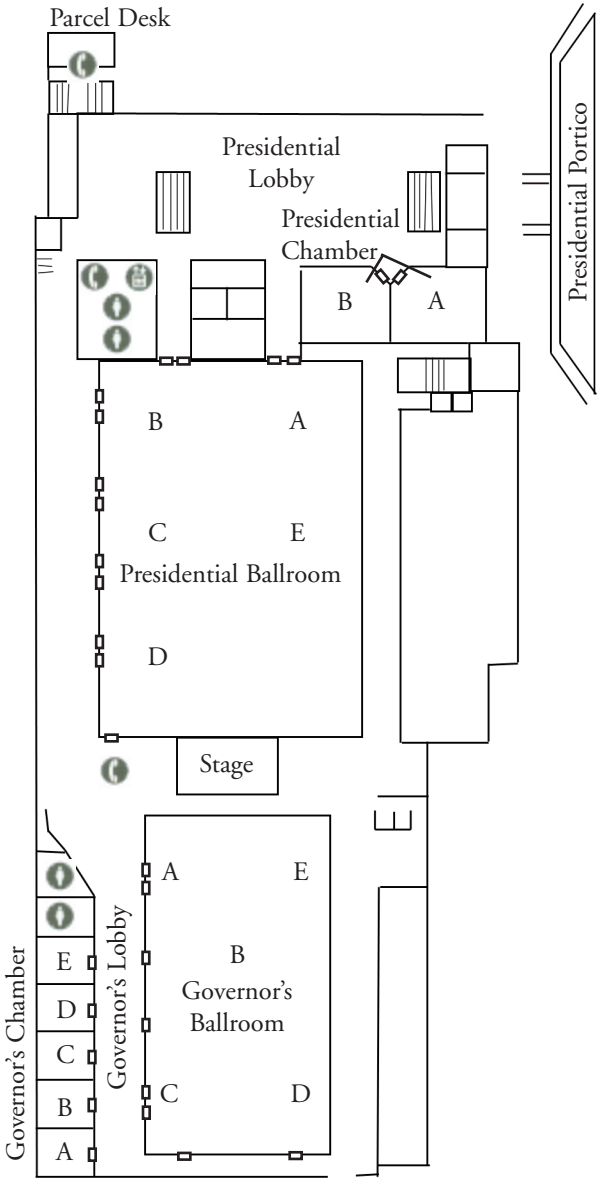 Parcel Desk
Presidential
Lobby
Presidential Portico
Presidential
Chamber
B
A
B
A
C
E
Presidential Ballroom
D
Stage
A
E
B
Governor's
Ballroom
C
D
Governor's Lobby
Governor's Chamber
E
D
C
B
A